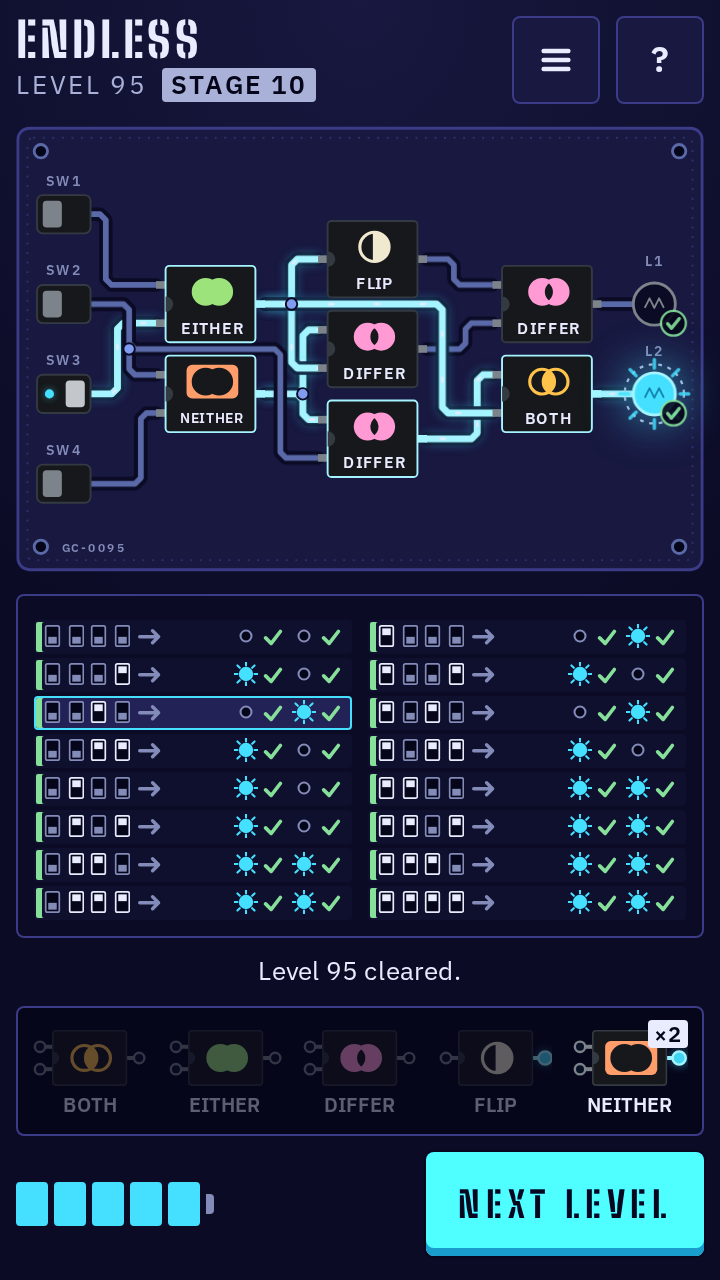 ENDLESS
LEVEL 95 STAGE 10
?
SW1
SW2
SW3
SW4
EITHER
NEITHER
FLIP
DIFFER
DIFFER
DIFFER
BOTH
L1
L2
GC-0095
Level 95 cleared.
×2
BOTH EITHER DIFFER FLIP NEITHER
NEXT LEVEL